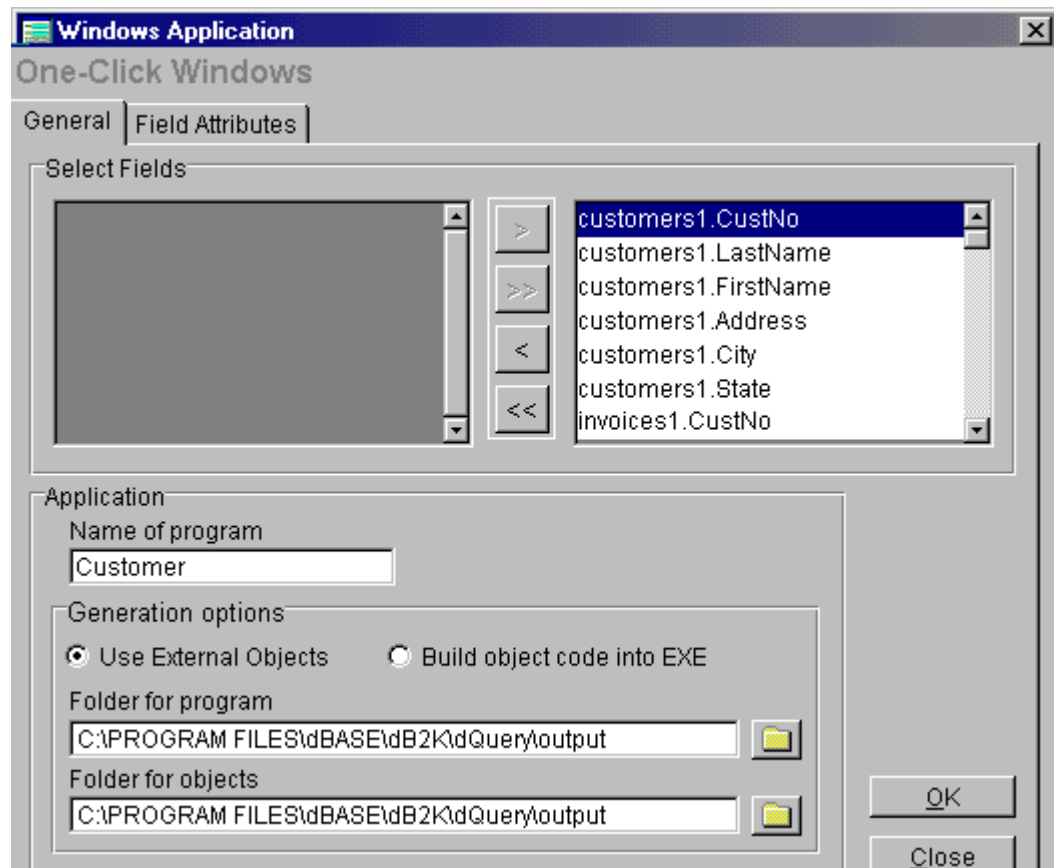 Windows Application
One-Click Windows
General Field Attributes
Select Fields
>
>>
<
<<
customers1.CustNo
customers1.LastName
customers1.FirstName
customers1.Address
customers1.City
customers1.State
invoices1.CustNo
Application
Name of program
Customer
Generation options
Use External Objects Build object code into EXE
Folder for program
C:\PROGRAM FILES\dBASE\dB2K\dQuery\output
Folder for objects
C:\PROGRAM FILES\dBASE\dB2K\dQuery\output
OK
Close